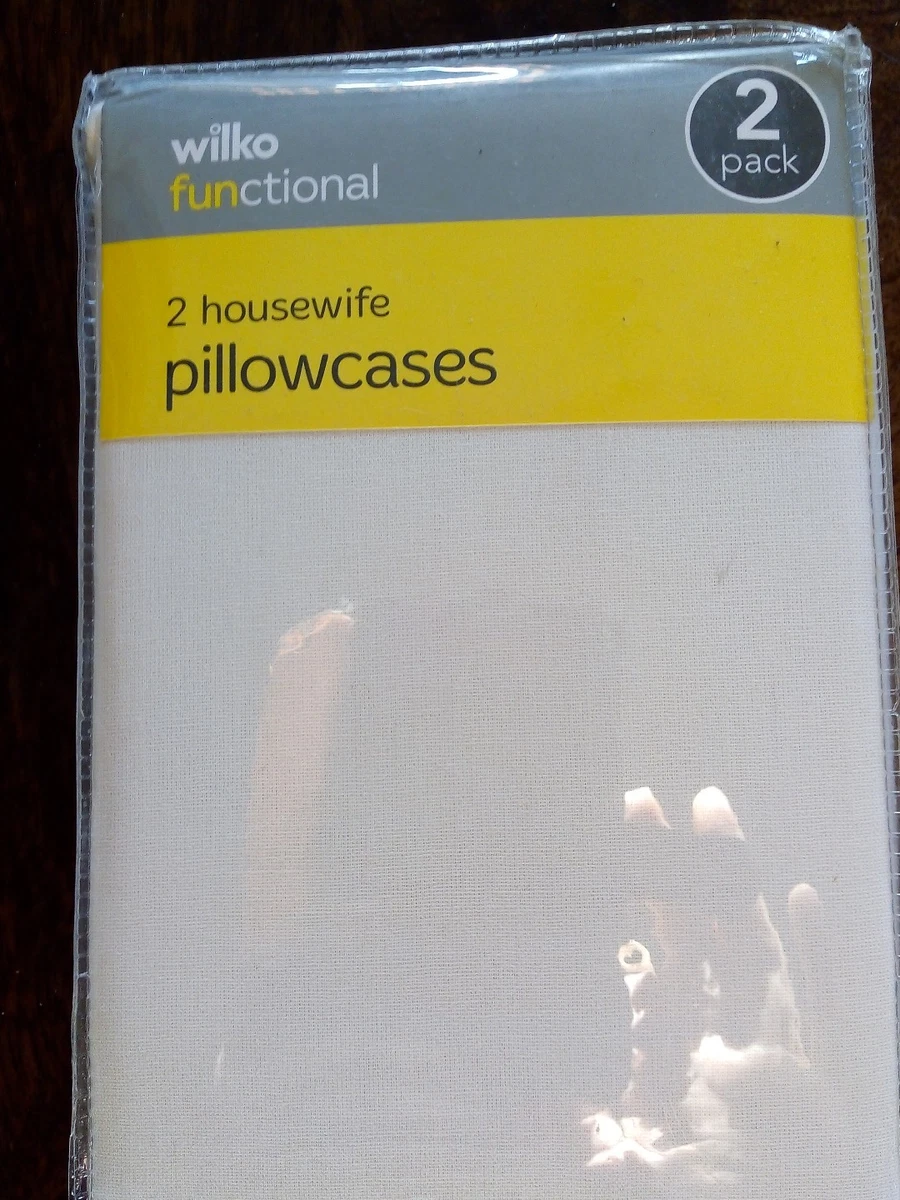 wilko
functional
2
pack
2 housewife
pillowcases